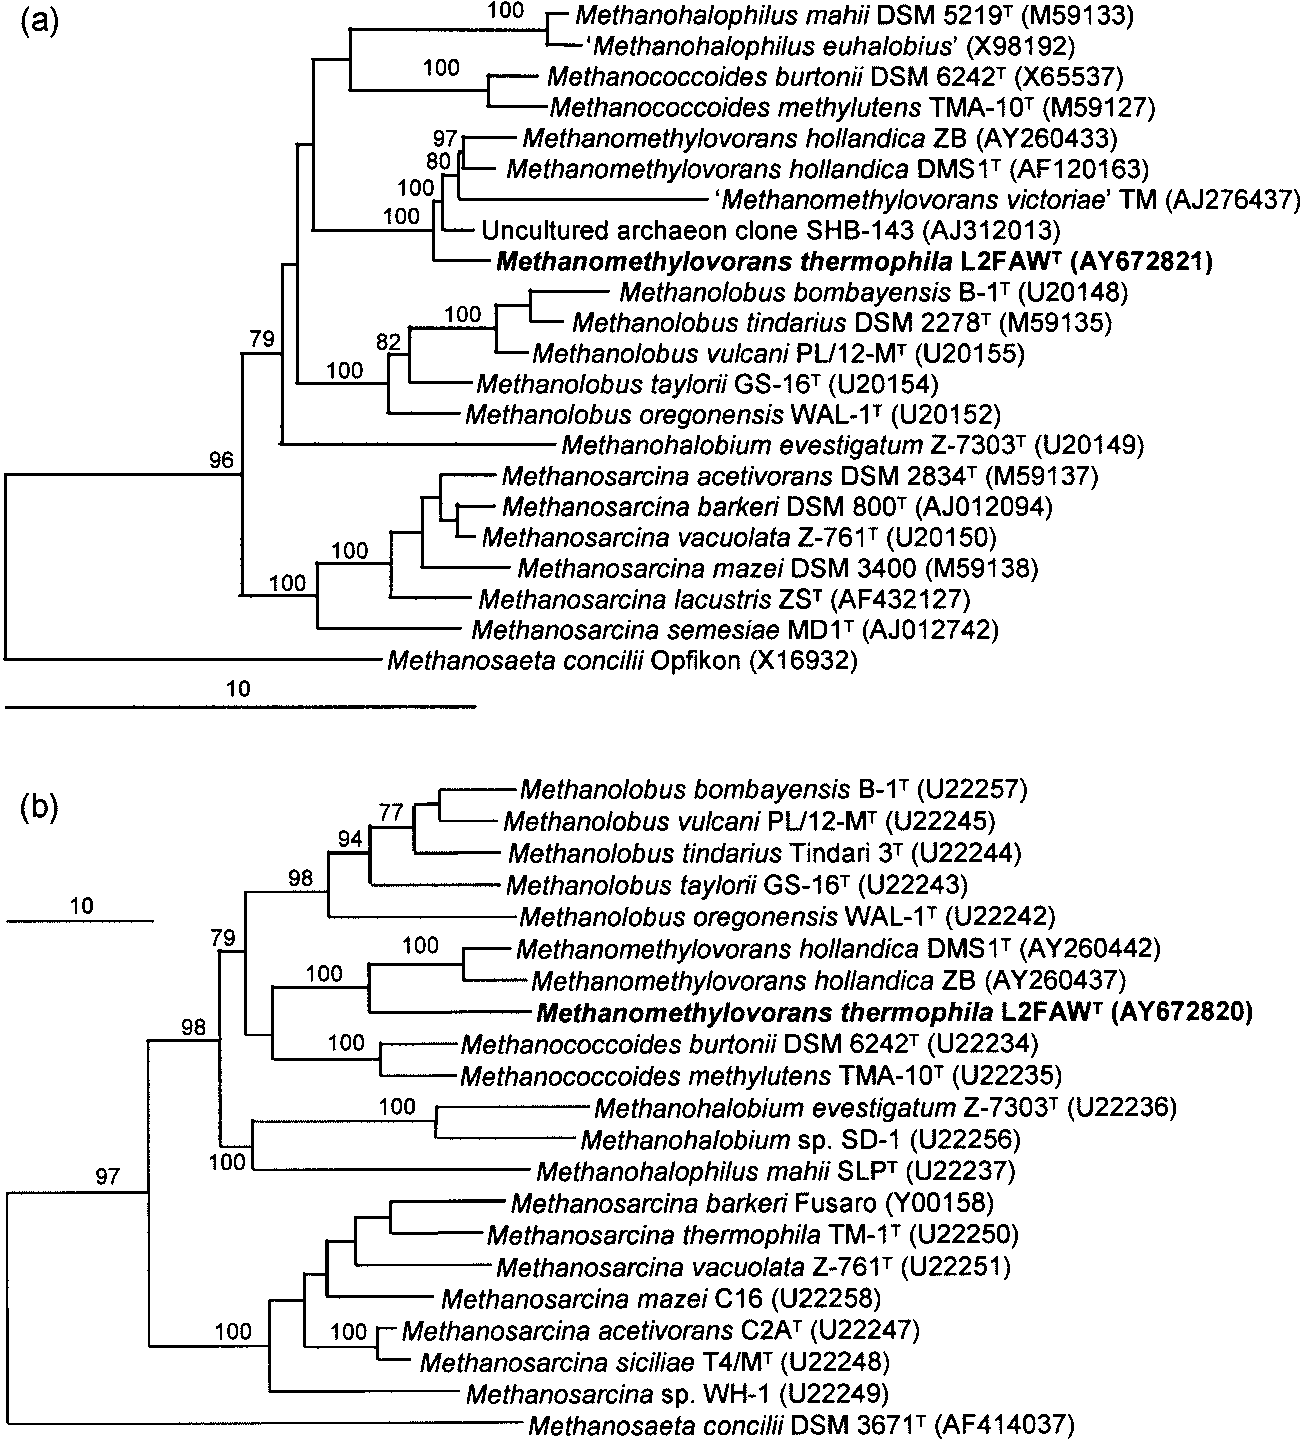 (a)
100
Methanohalophilus mahii DSM 5219ᵀ (M59133)
‘Methanohalophilus euhalobius’ (X98192)
100
Methanococcoides burtonii DSM 6242ᵀ (X65537)
Methanococcoides methylutens TMA-10ᵀ (M59127)
97
Methanomethylovorans hollandica ZB (AY260433)
80
Methanomethylovorans hollandica DMS1ᵀ (AF120163)
100
‘Methanomethylovorans victoriae’ TM (AJ276437)
100
Uncultured archaeon clone SHB-143 (AJ312013)
Methanomethylovorans thermophila L2FAWᵀ (AY672821)
Methanolobus bombayensis B-1ᵀ (U20148)
100
Methanolobus tindarius DSM 2278ᵀ (M59135)
79
82
Methanolobus vulcani PL/12-Mᵀ (U20155)
100
Methanolobus taylorii GS-16ᵀ (U20154)
Methanolobus oregonensis WAL-1ᵀ (U20152)
Methanohalobium evestigatum Z-7303ᵀ (U20149)
96
Methanosarcina acetivorans DSM 2834ᵀ (M59137)
Methanosarcina barkeri DSM 800ᵀ (AJ012094)
Methanosarcina vacuolata Z-761ᵀ (U20150)
100
Methanosarcina mazei DSM 3400 (M59138)
100
Methanosarcina lacustris ZSᵀ (AF432127)
Methanosarcina semesiae MD1ᵀ (AJ012742)
Methanosaeta concilii Opfikon (X16932)
10
(b)
Methanolobus bombayensis B-1ᵀ (U22257)
77
Methanolobus vulcani PL/12-Mᵀ (U22245)
94
Methanolobus tindarius Tindari 3ᵀ (U22244)
98
Methanolobus taylorii GS-16ᵀ (U22243)
10
Methanolobus oregonensis WAL-1ᵀ (U22242)
79
100
Methanomethylovorans hollandica DMS1ᵀ (AY260442)
100
Methanomethylovorans hollandica ZB (AY260437)
Methanomethylovorans thermophila L2FAWᵀ (AY672820)
98
100
Methanococcoides burtonii DSM 6242ᵀ (U22234)
Methanococcoides methylutens TMA-10ᵀ (U22235)
100
Methanohalobium evestigatum Z-7303ᵀ (U22236)
Methanohalobium sp. SD-1 (U22256)
100
Methanohalophilus mahii SLPᵀ (U22237)
97
Methanosarcina barkeri Fusaro (Y00158)
Methanosarcina thermophila TM-1ᵀ (U22250)
Methanosarcina vacuolata Z-761ᵀ (U22251)
Methanosarcina mazei C16 (U22258)
100
100
Methanosarcina acetivorans C2Aᵀ (U22247)
Methanosarcina siciliae T4/Mᵀ (U22248)
Methanosarcina sp. WH-1 (U22249)
Methanosaeta concilii DSM 3671ᵀ (AF414037)